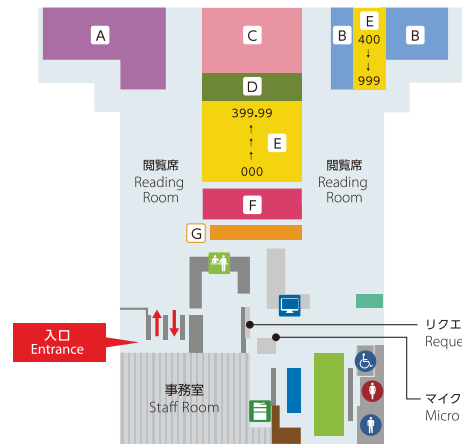 A
C
B
E
400
999
B
D
399.99
E
000
閲覧席
Reading
Room
閲覧席
Reading
Room
F
G
入口
Entrance
リクエ
Reque
マイク
Micro
事務室
Staff Room